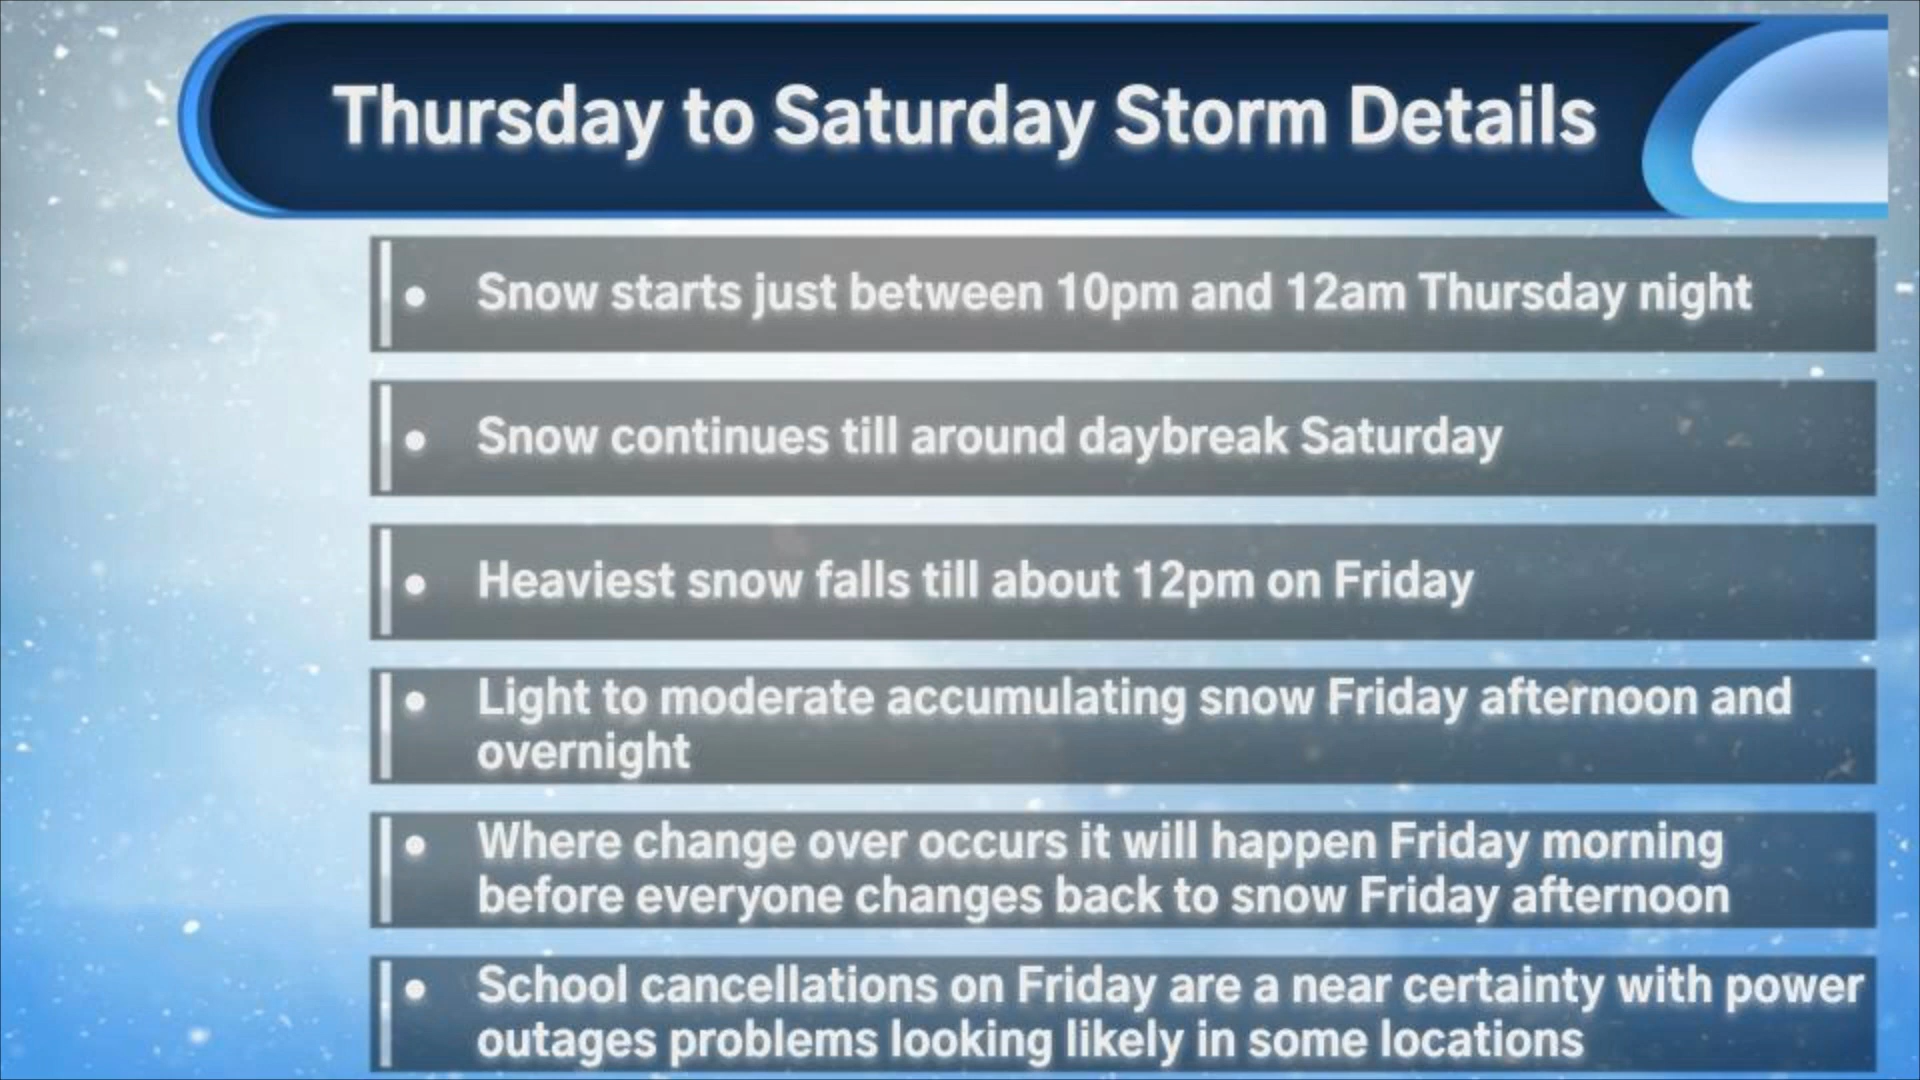 Thursday to Saturday Storm Details
• Snow starts just between 10pm and 12am Thursday night
• Snow continues till around daybreak Saturday
• Heaviest snow falls till about 12pm on Friday
• Light to moderate accumulating snow Friday afternoon and
overnight
• Where change over occurs it will happen Friday morning
before everyone changes back to snow Friday afternoon
• School cancellations on Friday are a near certainty with power
outages problems looking likely in some locations